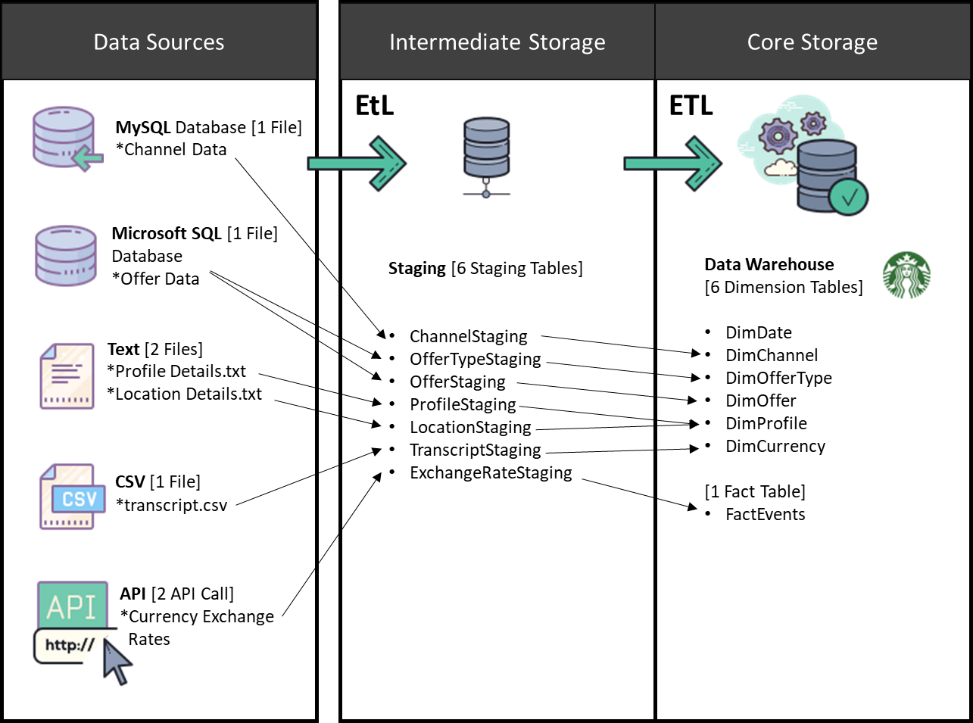 Data Sources
Intermediate Storage
Core Storage
MySQL Database [1 File]
*Channel Data
Microsoft SQL [1 File]
Database
*Offer Data
Text [2 Files]
*Profile Details.txt
*Location Details.txt
CSV
CSV [1 File]
*transcript.csv
API
http://
API [2 API Call]
*Currency Exchange
Rates
EtL
Staging [6 Staging Tables]
• ChannelStaging
• OfferTypeStaging
• OfferStaging
• ProfileStaging
• LocationStaging
• TranscriptStaging
• ExchangeRateStaging
ETL
Data Warehouse
[6 Dimension Tables]
• DimDate
• DimChannel
• DimOfferType
• DimOffer
• DimProfile
• DimCurrency
[1 Fact Table]
• FactEvents